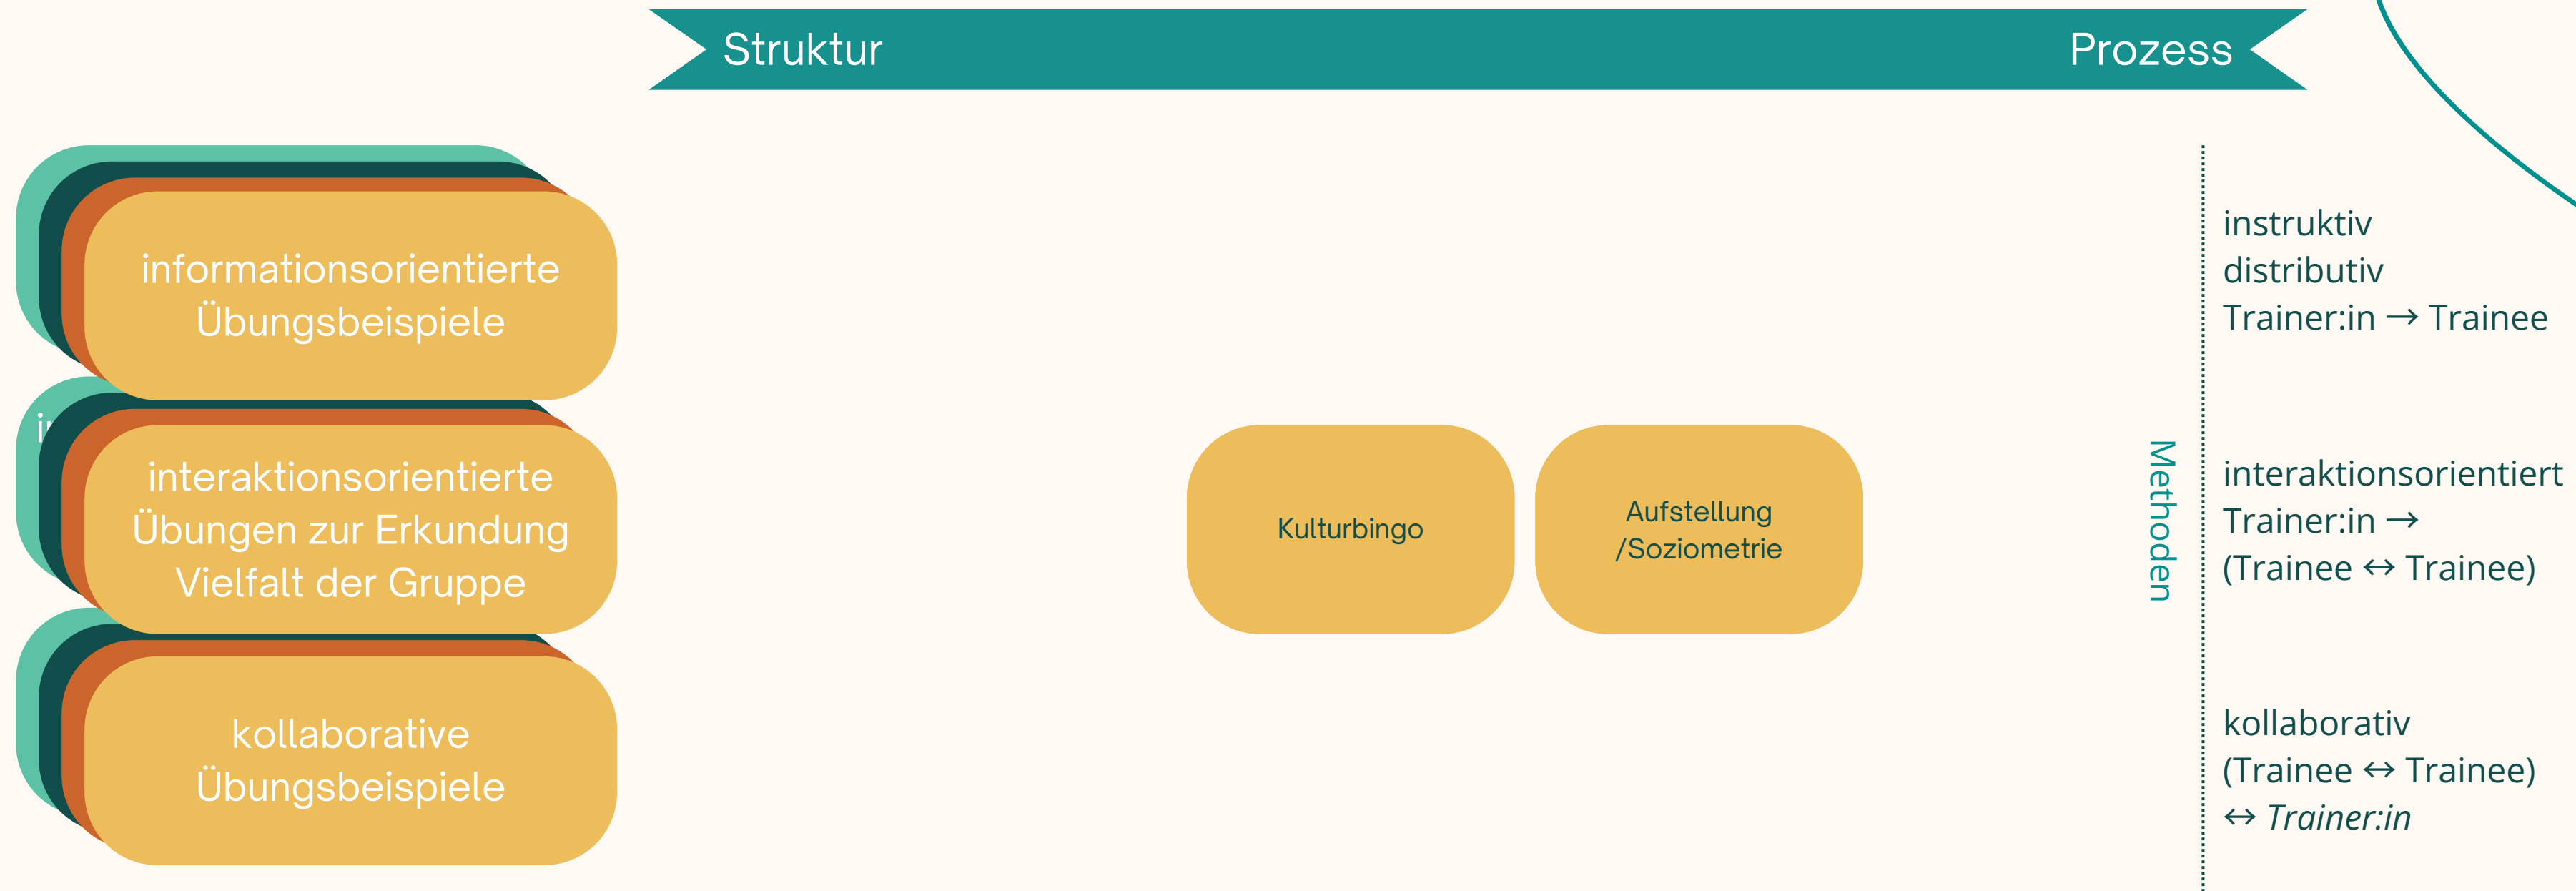 Struktur
Prozess
informationsorientierte
Übungsbeispiele
instruktiv
distributiv
Trainer:in → Trainee
interaktionsorientierte
Übungen zur Erkundung
Vielfalt der Gruppe
Kulturbingo
Aufstellung
/Soziometrie
Methoden
interaktionsorientiert
Trainer:in →
(Trainee ↔ Trainee)
kollaborative
Übungsbeispiele
kollaborativ
(Trainee ↔ Trainee)
↔ Trainer:in